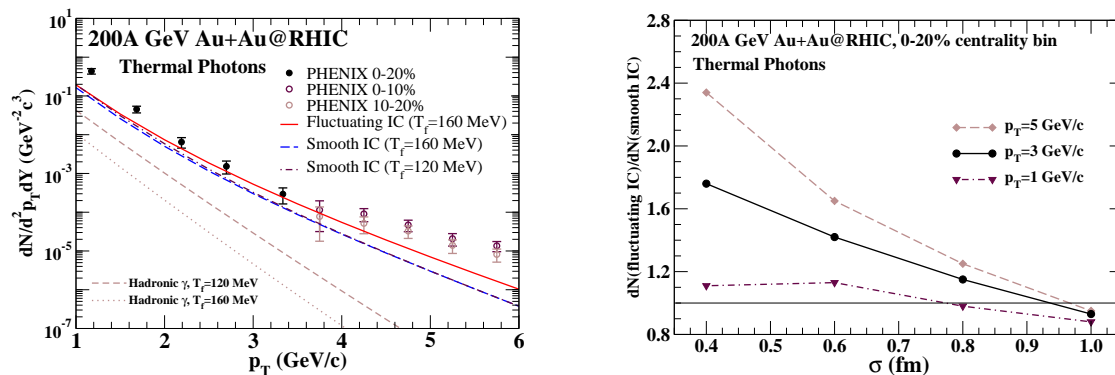 200A GeV Au+Au@RHIC
Thermal Photons
PHENIX 0-20%
PHENIX 0-10%
PHENIX 10-20%
Fluctuating IC (T_f=160 MeV)
Smooth IC (T_f=160 MeV)
Smooth IC (T_f=120 MeV)
Hadronic γ, T_f=120 MeV
Hadronic γ, T_f=160 MeV
dN/d²p_TdY (GeV⁻²c³)
10¹
10⁻¹
10⁻³
10⁻⁵
10⁻⁷
1 2 3 4 5 6
p_T (GeV/c)
200A GeV Au+Au@RHIC, 0-20% centrality bin
Thermal Photons
p_T=5 GeV/c
p_T=3 GeV/c
p_T=1 GeV/c
dN(fluctuating IC)/dN(smooth IC)
2.8
2.4
2.0
1.6
1.2
0.8
0.4 0.5 0.6 0.7 0.8 0.9 1.0
σ (fm)